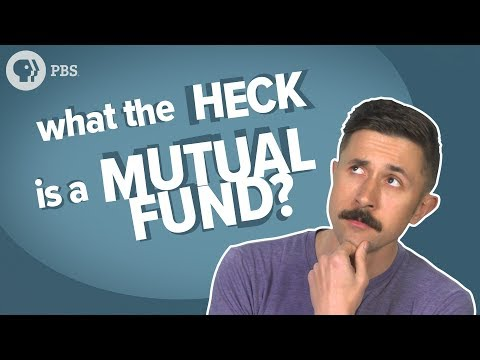 PBS
what the HECK
is a MUTUAL
FUND?